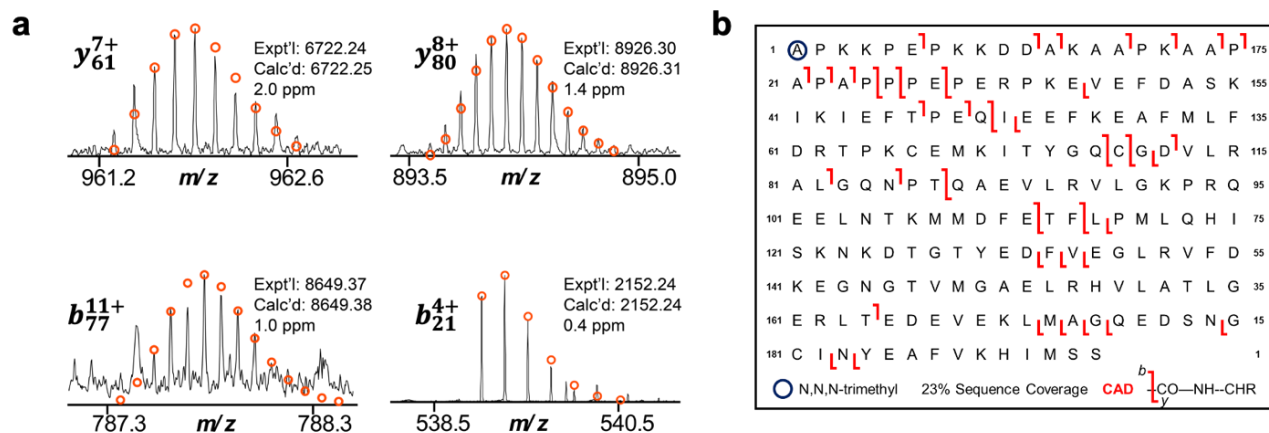 a
y 7+ 61
Expt'l: 6722.24
Calc'd: 6722.25
2.0 ppm
961.2 m/z 962.6
y 8+ 80
Expt'l: 8926.30
Calc'd: 8926.31
1.4 ppm
893.5 m/z 895.0
b 11+ 77
Expt'l: 8649.37
Calc'd: 8649.38
1.0 ppm
787.3 m/z 788.3
b 4+ 21
Expt'l: 2152.24
Calc'd: 2152.24
0.4 ppm
538.5 m/z 540.5
b
1 A P K K P E P K K D D A K A A P K A A P 175
21 A P A P P P E P E R P K E V E F D A S K 155
41 I K I E F T P E Q I E E F K E A F M L F 135
61 D R T P K C E M K I T Y G Q C G D V L R 115
81 A L G Q N P T Q A E V L R V L G K P R Q 95
101 E E L N T K M M D F E T F L P M L Q H I 75
121 S K N K D T G T Y E D F V E G L R V F D 55
141 K E G N G T V M G A E L R H V L A T L G 35
161 E R L T E D E V E K L M A G Q E D S N G 15
181 C I N Y E A F V K H I M S S 1
N,N,N-trimethyl 23% Sequence Coverage CAD b CO—NH--CHR y